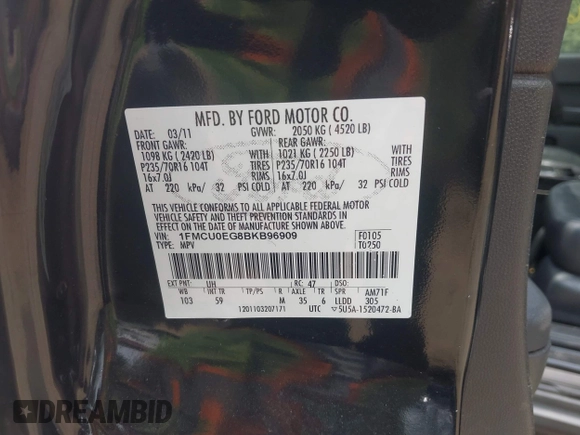 MFD. BY FORD MOTOR CO.
DATE: 03/11 GVWR: 2050 KG (4520 LB)
FRONT GAWR: REAR GAWR:
1098 KG (2420 LB) WITH 1021 KG (2250 LB)
P235/70R16 104T TIRES P235/70R16 104T
16x7.0J RIMS 16x7.0J
AT 220 kPa/ 32 PSI COLD RIMS AT 220 kPa/ 32 PSI COLD
THIS VEHICLE CONFORMS TO ALL APPLICABLE FEDERAL MOTOR
VEHICLE SAFETY AND THEFT PREVENTION STANDARDS IN
EFFECT ON THE DATE OF MANUFACTURE SHOWN ABOVE.
VIN: 1FMCU0EG8BKB96909 F0105
TYPE: MPV T0250
EXT PNT: UH RC: 47 DSO:
WB INT TR TP/PS R AXLE TR SPR AM71F
103 59 M 35 6 LLDD 305
1201103207171 UTC 5U5A-1520472-BA
DREAMBID